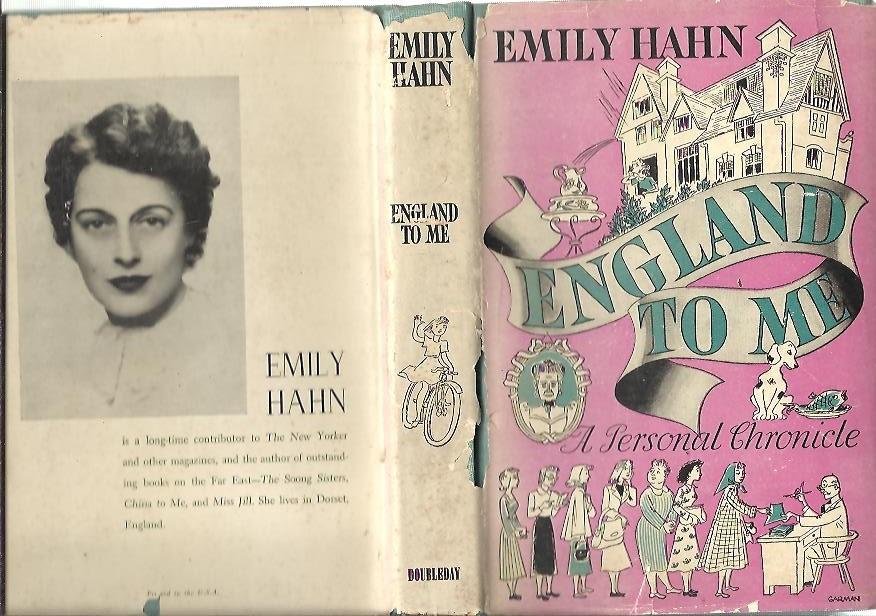 EMILY
HAHN
is a long-time contributor to The New Yorker
and other magazines, and the author of outstand-
ing books on the Far East—The Soong Sisters,
China to Me, and Miss Jill. She lives in Dorset,
England.
in the U.S.A.
EMILY
HAHN
ENGLAND
TO ME
DOUBLEDAY
EMILY HAHN
ENGLAND
TO ME
A Personal Chronicle
GARMAN